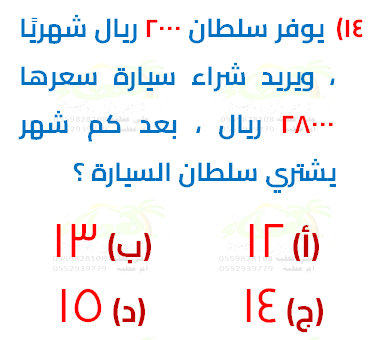 ١٤) يوفر سلطان ٢٠٠٠ ريال شهريًا
، ويريد شراء سيارة سعرها
٢٨٠٠٠ ريال ، بعد كم شهر
يشتري سلطان السيارة ؟
(أ) ١٢ (ب) ١٣
(ج) ١٤ (د) ١٥